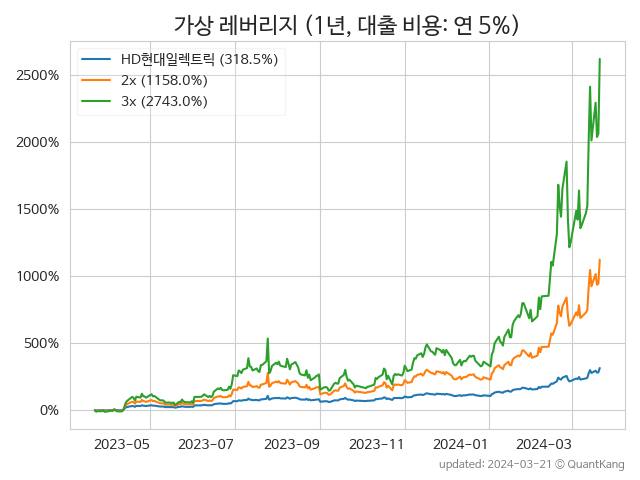 가상 레버리지 (1년, 대출 비용: 연 5%)
HD현대일렉트릭 (318.5%)
2x (1158.0%)
3x (2743.0%)
2500%
2000%
1500%
1000%
500%
0%
2023-05 2023-07 2023-09 2023-11 2024-01 2024-03
updated: 2024-03-21 © QuantKang